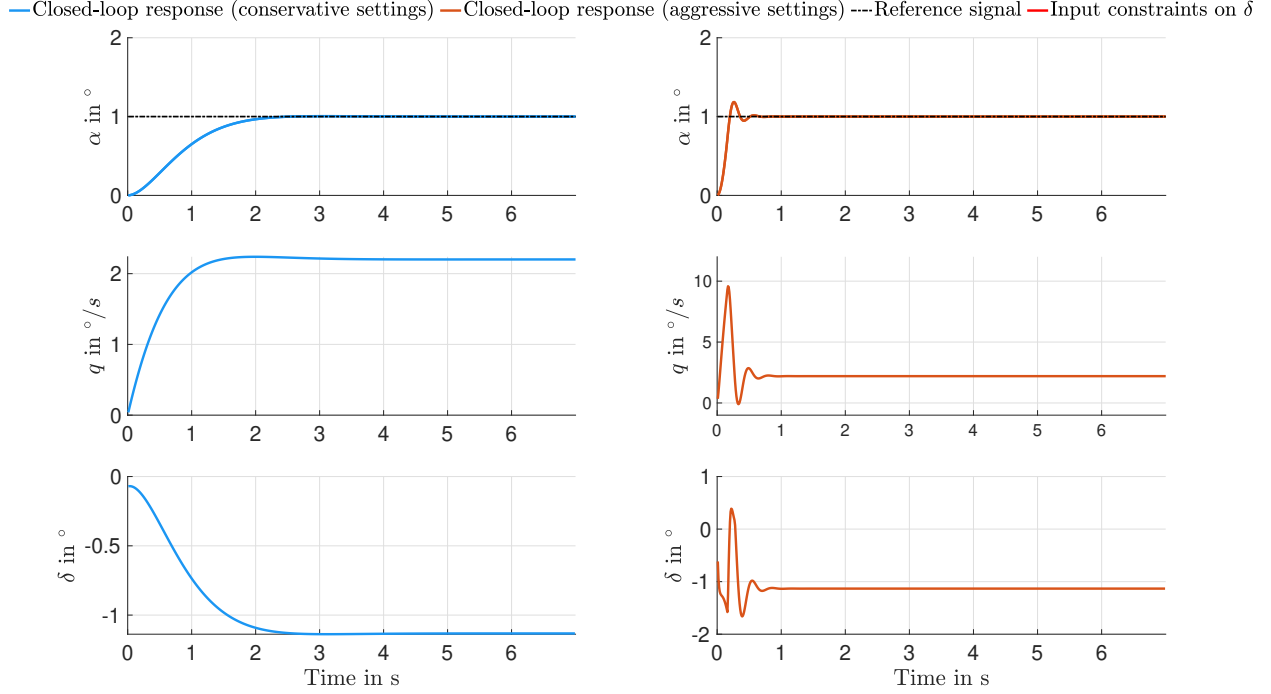 Closed-loop response (conservative settings) Closed-loop response (aggressive settings) Reference signal Input constraints on δ
2
1
0
α in °
0 1 2 3 4 5 6
2
1
0
α in °
0 1 2 3 4 5 6
2
1
0
q in °/s
0 1 2 3 4 5 6
10
5
0
q in °/s
0 1 2 3 4 5 6
0
-0.5
-1
δ in °
0 1 2 3 4 5 6
Time in s
1
0
-1
-2
δ in °
0 1 2 3 4 5 6
Time in s